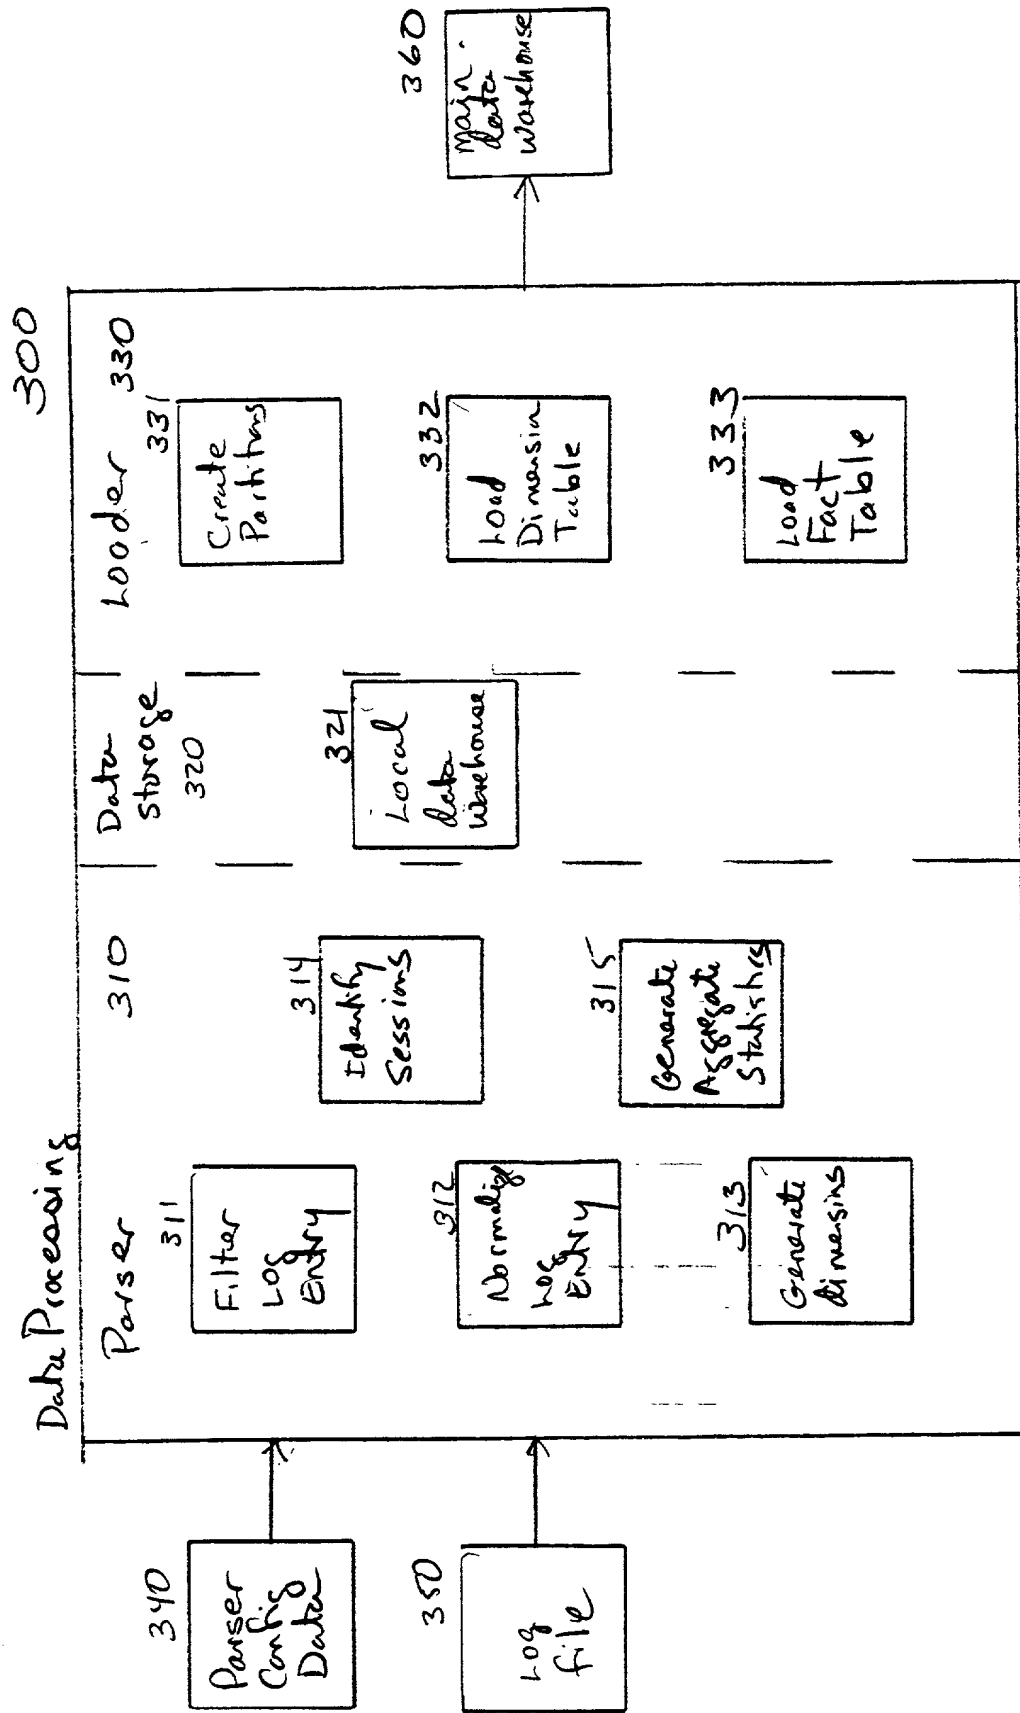 300
Data Processing
Parser
310
Data
Storage
320
Loader
330
340
Parser
Config
Data
350
Log
file
311
Filter
Log
Entry
312
Normalize
Log
Entry
313
Generate
dimensins
314
Identify
Sessions
315
Generate
Aggregate
Statistics
321
Local
data
warehouse
331
Create
Partitions
332
Load
Dimension
Table
333
Load
Fact
Table
360
Main
data
warehouse